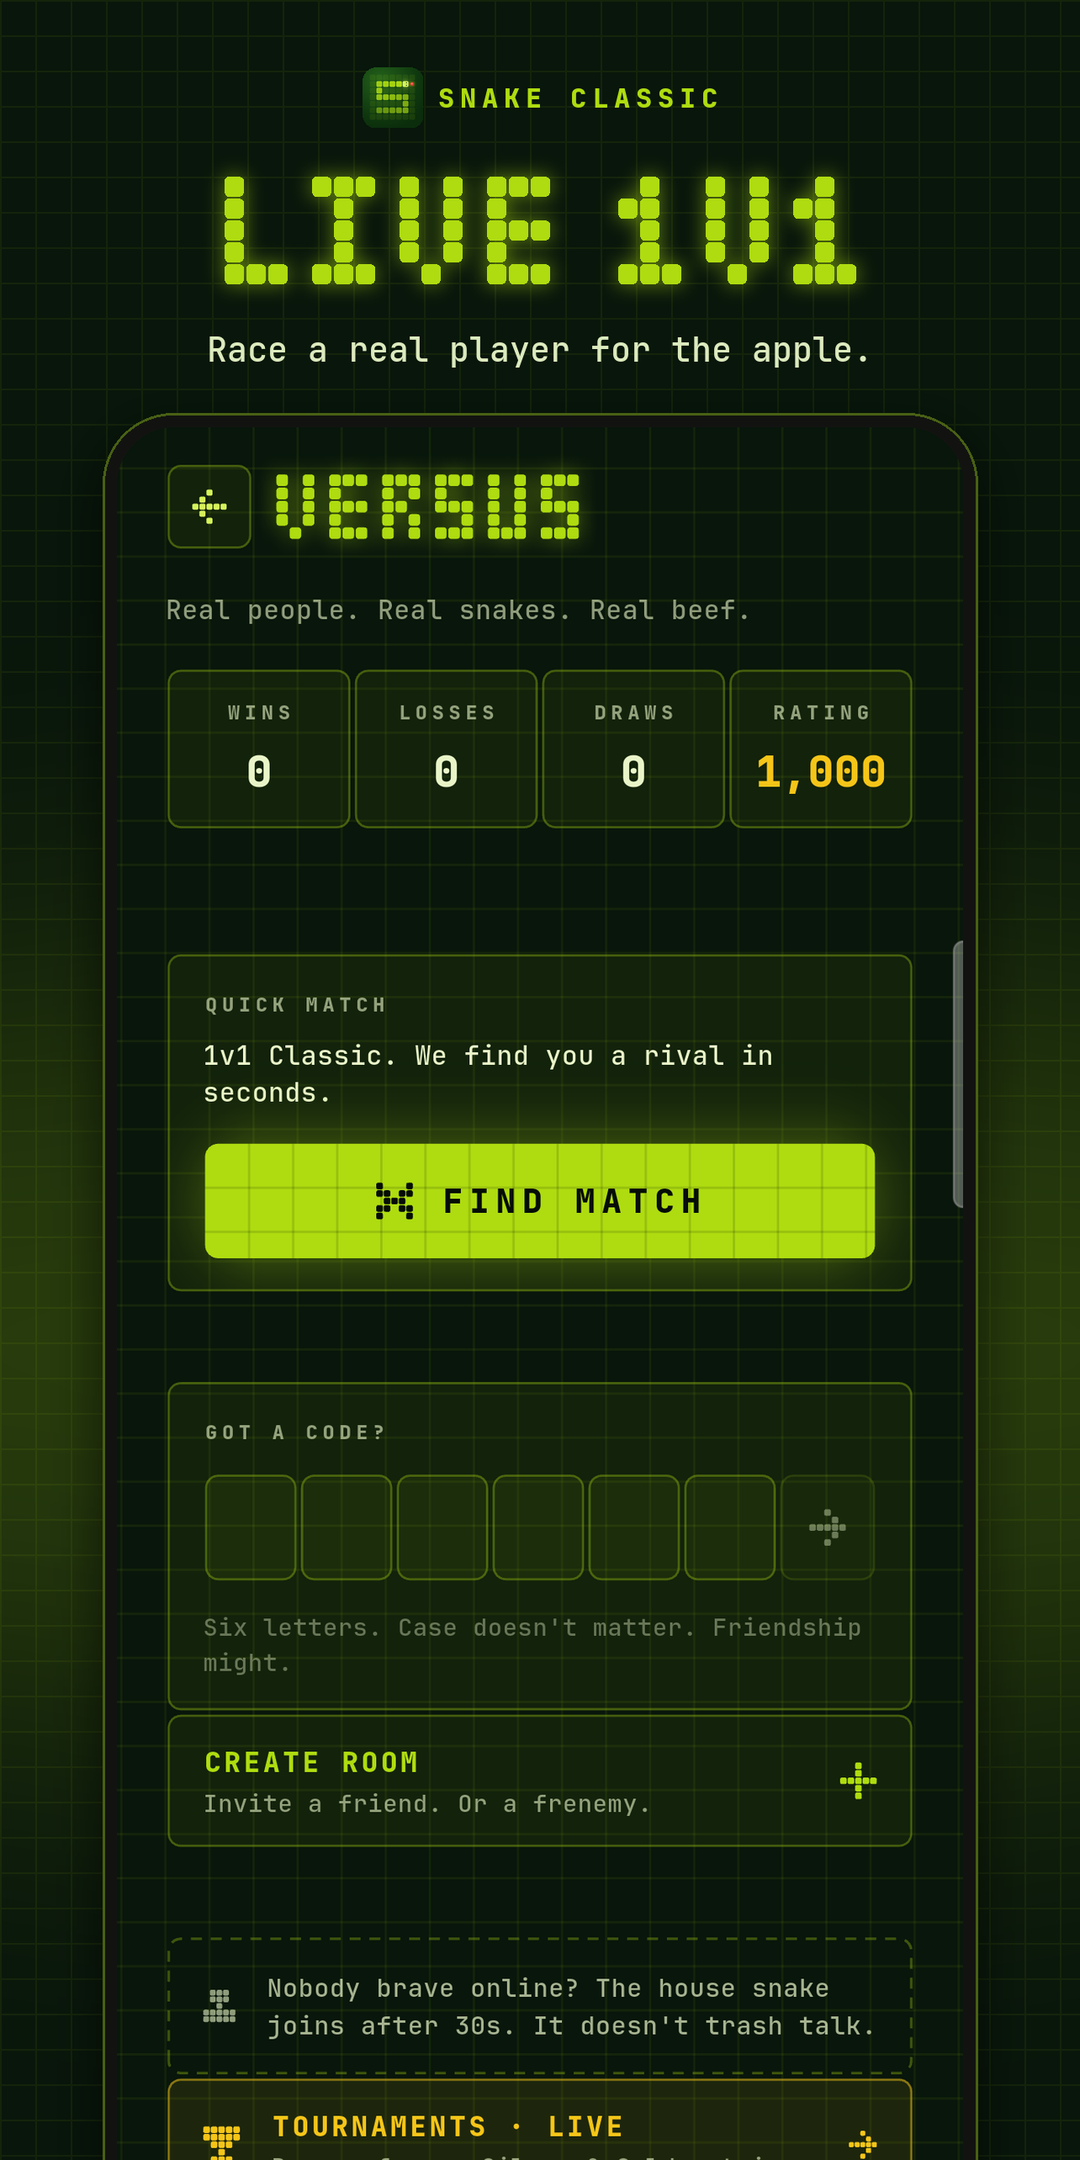 SNAKE CLASSIC
LIVE 1V1
Race a real player for the apple.
VERSUS
Real people. Real snakes. Real beef.
WINS LOSSES DRAWS RATING
0 0 0 1,000
QUICK MATCH
1v1 Classic. We find you a rival in
seconds.
FIND MATCH
GOT A CODE?
Six letters. Case doesn't matter. Friendship
might.
CREATE ROOM
Invite a friend. Or a frenemy.
Nobody brave online? The house snake
joins after 30s. It doesn't trash talk.
TOURNAMENTS · LIVE